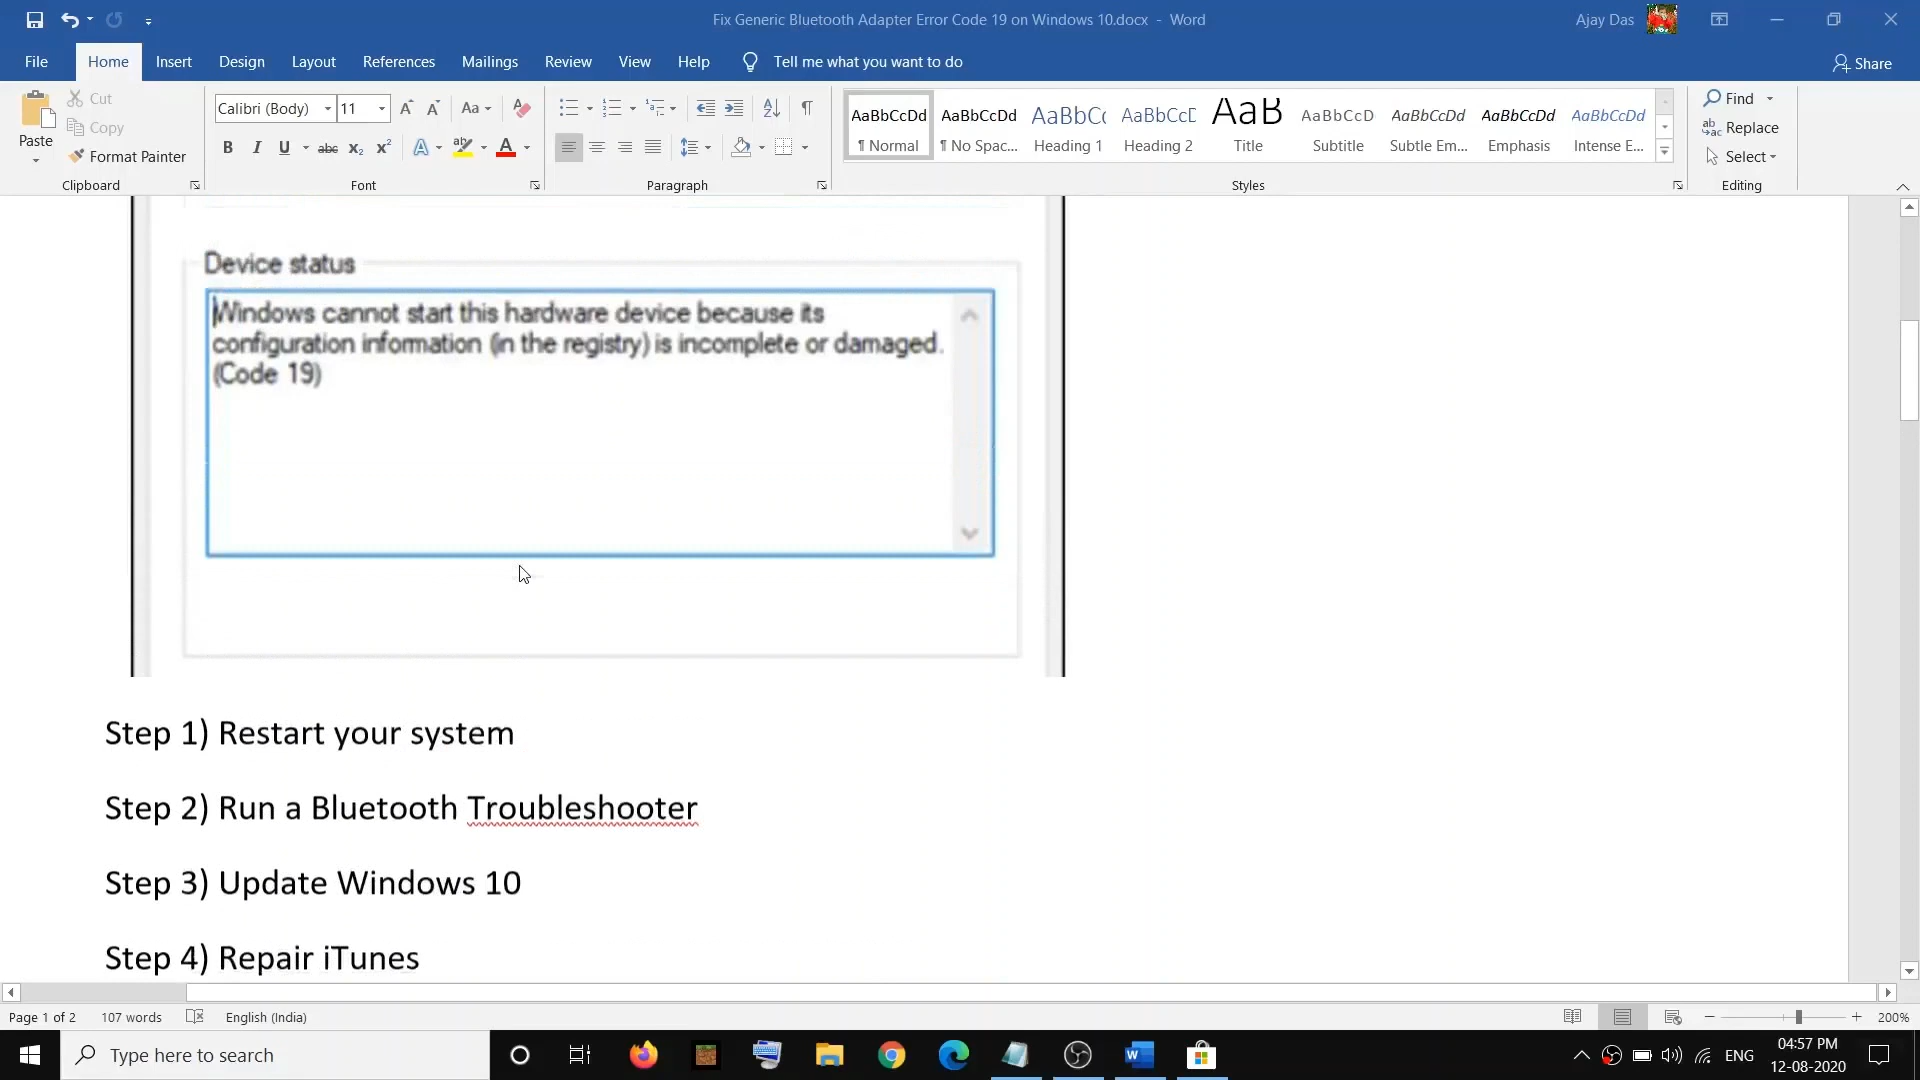 Fix Generic Bluetooth Adapter Error Code 19 on Windows 10.docx - Word
Ajay Das
File Home Insert Design Layout References Mailings Review View Help Tell me what you want to do
Share
Paste
Cut
Copy
Format Painter
Clipboard
Calibri (Body) 11
Aa
B I U abc x₂ x² A ab A
Font
Paragraph
AaBbCcDd AaBbCcDd AaBbCc AaBbCcE AaB AaBbCcD AaBbCcDd AaBbCcDd AaBbCcDd
¶ Normal ¶ No Spac... Heading 1 Heading 2 Title Subtitle Subtle Em... Emphasis Intense E...
Styles
Find
Replace
Select
Editing
Device status
Windows cannot start this hardware device because its
configuration information (in the registry) is incomplete or damaged.
(Code 19)
Step 1) Restart your system
Step 2) Run a Bluetooth Troubleshooter
Step 3) Update Windows 10
Step 4) Repair iTunes
Page 1 of 2 107 words English (India)
200%
Type here to search
ENG
04:57 PM
12-08-2020